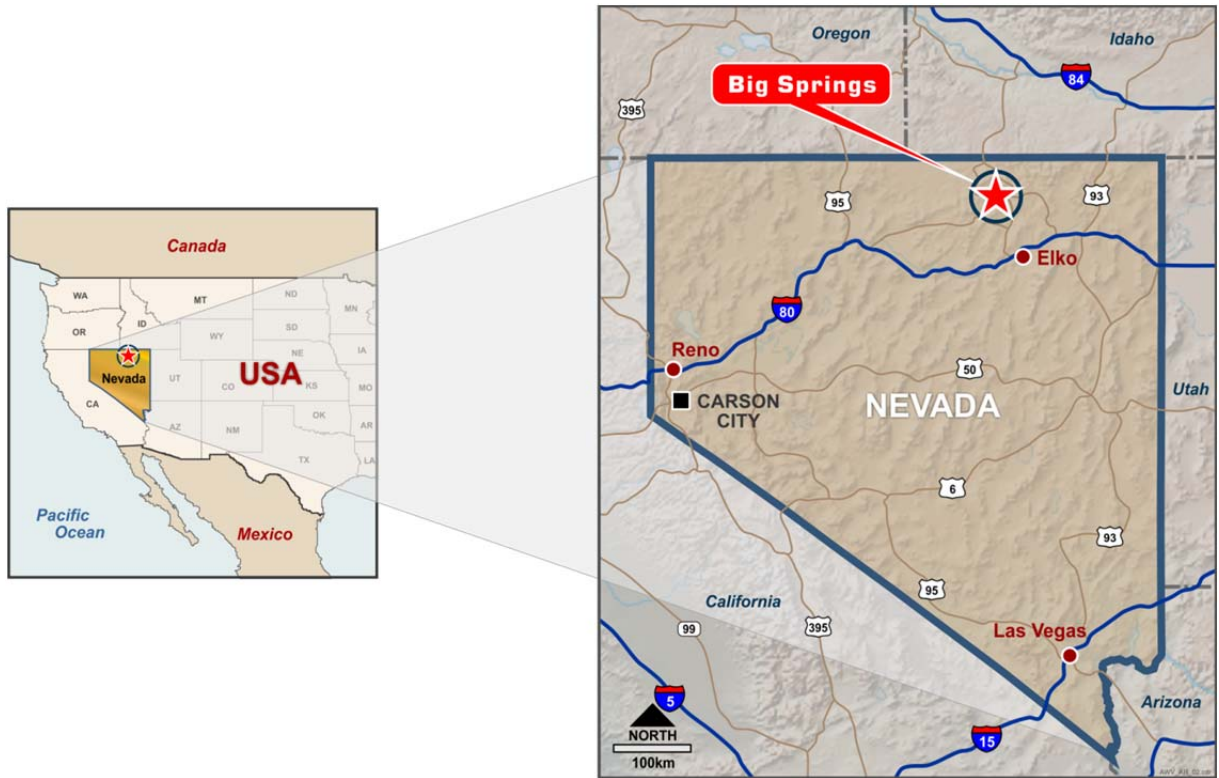 Canada
WA
MT
ND
MN
OR
ID
SD
WY
NE
IA
Nevada
USA
UT
CO
KS
MO
CA
OK
AZ
NM
AR
TX
LA
Pacific
Ocean
Mexico
Oregon
Idaho
84
Big Springs
395
95
93
Elko
80
Reno
50
Utah
CARSON
CITY
NEVADA
6
93
95
California
Las Vegas
99
395
5
Arizona
NORTH
15
100km